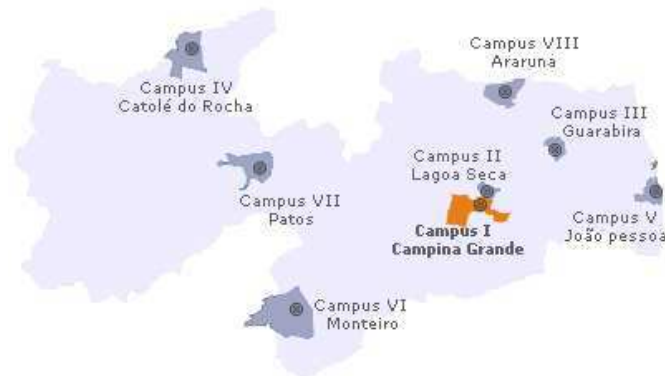 Campus VIII
Araruna
Campus IV
Catolé do Rocha
Campus III
Guarabira
Campus II
Lagoa Seca
Campus VII
Patos
Campus V
João pessoa
Campus I
Campina Grande
Campus VI
Monteiro